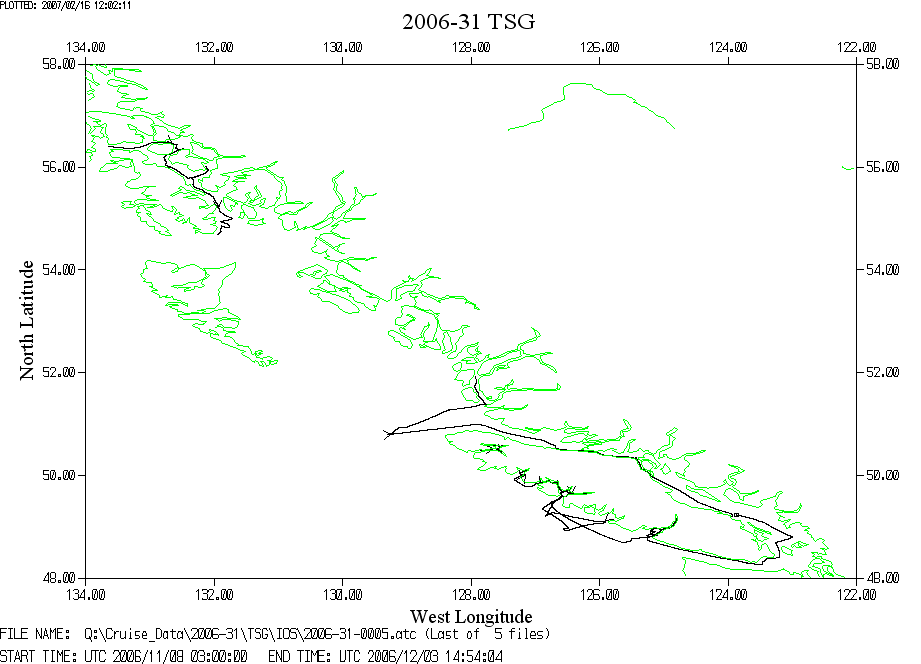 PLOTTED: 2007/02/16 12:02:11
2006-31 TSG
134.00 132.00 130.00 128.00 126.00 124.00 122.00
58.00 58.00
56.00 56.00
54.00 54.00
North Latitude
52.00 52.00
50.00 50.00
48.00 48.00
134.00 132.00 130.00 128.00 126.00 124.00 122.00
West Longitude
FILE NAME: Q:\Cruise_Data\2006-31\TSG\IOS\2006-31-0005.atc (Last of 5 files)
START TIME: UTC 2006/11/08 03:00:00 END TIME: UTC 2006/12/03 14:54:04